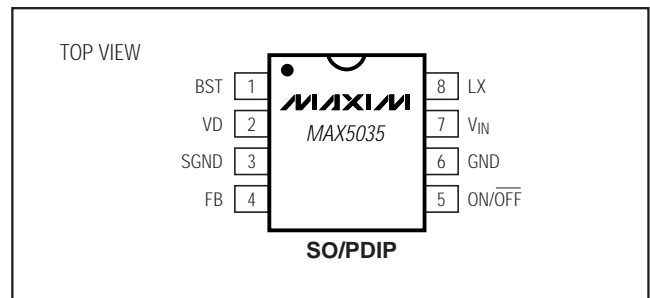 TOP VIEW
BST 1 8 LX
MAXIM
VD 2 MAX5035 7 VIN
SGND 3 6 GND
FB 4 5 ON/O̅F̅F̅
SO/PDIP